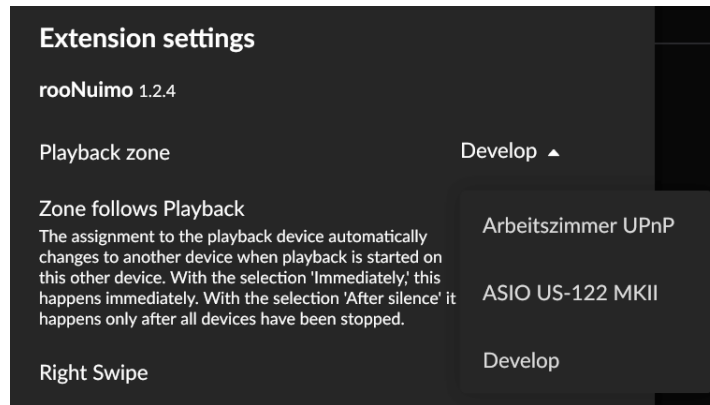 Extension settings
rooNuimo 1.2.4
Playback zone
Develop
Zone follows Playback
The assignment to the playback device automatically
changes to another device when playback is started on
this other device. With the selection 'Immediately,' this
happens immediately. With the selection 'After silence' it
happens only after all devices have been stopped.
Arbeitszimmer UPnP
ASIO US-122 MKII
Develop
Right Swipe